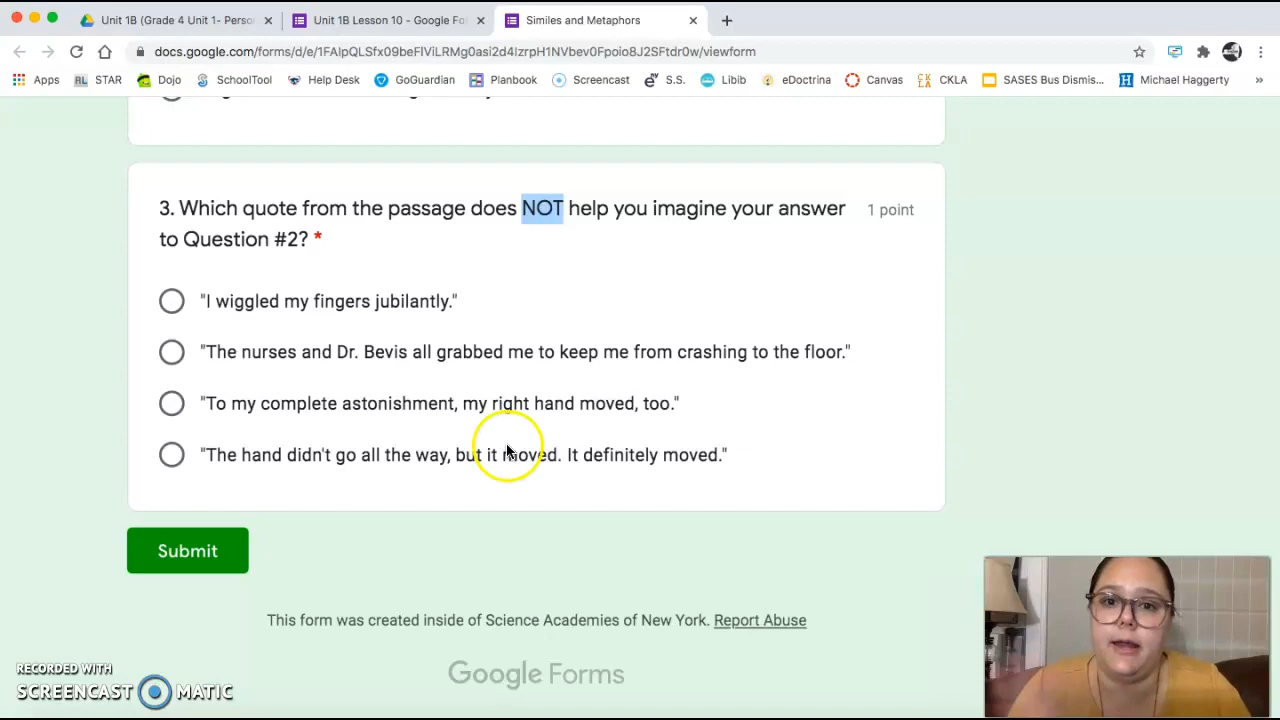 Unit 1B (Grade 4 Unit 1- Perso
Unit 1B Lesson 10 - Google Fo
Similes and Metaphors
docs.google.com/forms/d/e/1FAIpQLSfx09beFlViLRMg0asi2d4IzrpH1NVbev0Fpoio8J2SFtdr0w/viewform
Apps
RL STAR
Dojo
SchoolTool
Help Desk
GoGuardian
Planbook
Screencast
S.S.
Libib
eDoctrina
Canvas
CKLA
SASES Bus Dismis...
Michael Haggerty
»
3. Which quote from the passage does NOT help you imagine your answer
to Question #2? *
1 point
"I wiggled my fingers jubilantly."
"The nurses and Dr. Bevis all grabbed me to keep me from crashing to the floor."
"To my complete astonishment, my right hand moved, too."
"The hand didn't go all the way, but it moved. It definitely moved."
Submit
This form was created inside of Science Academies of New York. Report Abuse
Google Forms
RECORDED WITH
SCREENCAST MATIC